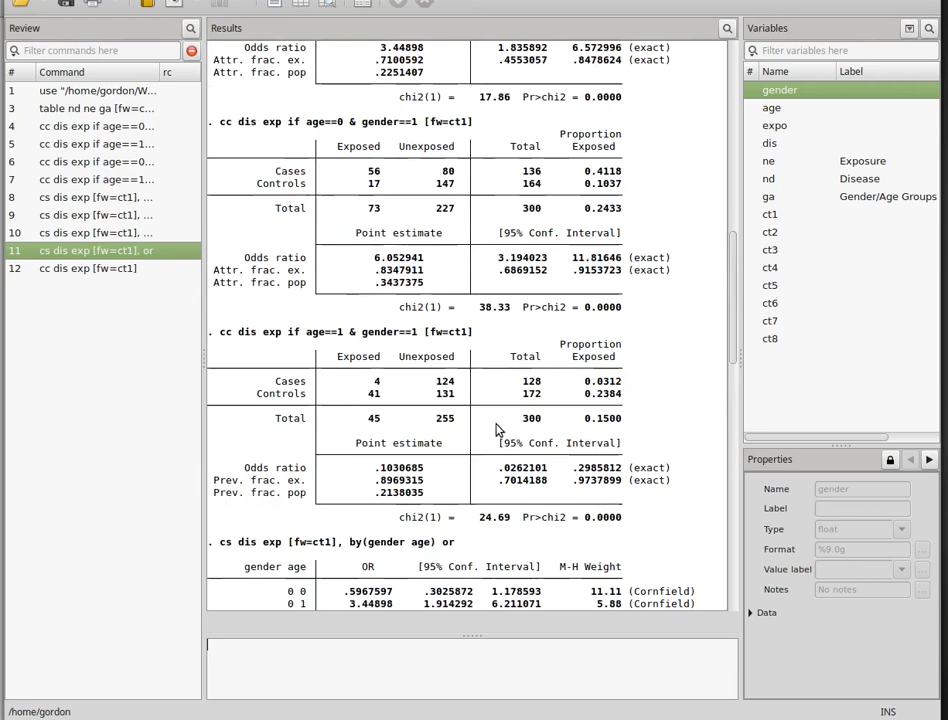 Review
Results
Variables
Filter commands here
Filter variables here
# Command rc
1 use "/home/gordon/W...
3 table nd ne ga [fw=c...
4 cc dis exp if age==0...
5 cc dis exp if age==1...
6 cc dis exp if age==0...
7 cc dis exp if age==1...
8 cs dis exp [fw=ct1], ...
9 cs dis exp [fw=ct1], ...
10 cs dis exp [fw=ct1], ...
11 cs dis exp [fw=ct1], or
12 cc dis exp [fw=ct1]
Odds ratio 3.44898 1.835892 6.572996 (exact)
Attr. frac. ex. .7100592 .4553057 .8478624 (exact)
Attr. frac. pop .2251407
chi2(1) = 17.86 Pr>chi2 = 0.0000
. cc dis exp if age==0 & gender==1 [fw=ct1]
Proportion
Exposed Unexposed Total Exposed
Cases 56 80 136 0.4118
Controls 17 147 164 0.1037
Total 73 227 300 0.2433
Point estimate [95% Conf. Interval]
Odds ratio 6.052941 3.194023 11.81646 (exact)
Attr. frac. ex. .8347911 .6869152 .9153723 (exact)
Attr. frac. pop .3437375
chi2(1) = 38.33 Pr>chi2 = 0.0000
. cc dis exp if age==1 & gender==1 [fw=ct1]
Proportion
Exposed Unexposed Total Exposed
Cases 4 124 128 0.0312
Controls 41 131 172 0.2384
Total 45 255 300 0.1500
Point estimate [95% Conf. Interval]
Odds ratio .1030685 .0262101 .2985812 (exact)
Prev. frac. ex. .8969315 .7014188 .9737899 (exact)
Prev. frac. pop .2138035
chi2(1) = 24.69 Pr>chi2 = 0.0000
. cs dis exp [fw=ct1], by(gender age) or
gender age OR [95% Conf. Interval] M-H Weight
0 0 .5967597 .3025872 1.178593 11.11 (Cornfield)
0 1 3.44898 1.914292 6.211071 5.88 (Cornfield)
# Name Label
gender
age
expo
dis
ne Exposure
nd Disease
ga Gender/Age Groups
ct1
ct2
ct3
ct4
ct5
ct6
ct7
ct8
Properties
Name gender
Label
Type float
Format %9.0g
Value label
Notes No notes
Data
/home/gordon
INS